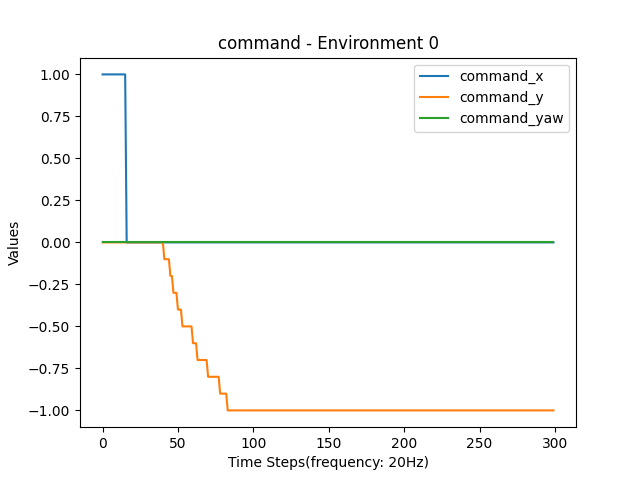 command - Environment 0
command_x
command_y
command_yaw
Values
1.00
0.75
0.50
0.25
0.00
−0.25
−0.50
−0.75
−1.00
0 50 100 150 200 250 300
Time Steps(frequency: 20Hz)